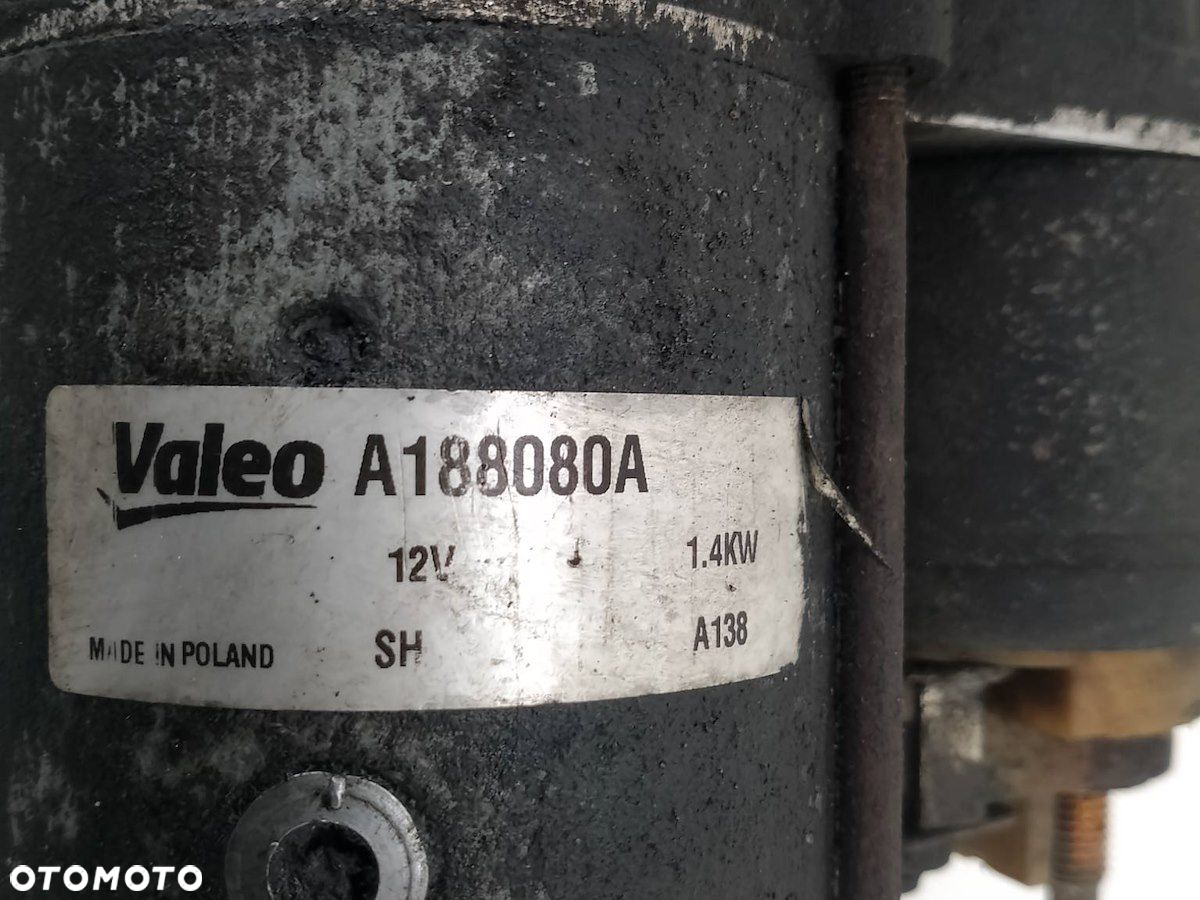 Valeo A188080A
12V 1.4KW
MADE IN POLAND SH A138
OTOMOTO